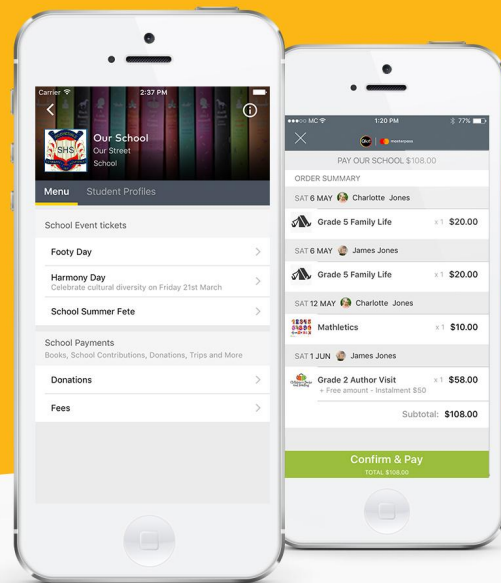 Carrier 2:37 PM
SHS
Our School
Our Street
School
Menu Student Profiles
School Event tickets
Footy Day
Harmony Day
Celebrate cultural diversity on Friday 21st March
School Summer Fete
School Payments
Books, School Contributions, Donations, Trips and More
Donations
Fees
MC 1:20 PM 77%
Qkr! masterpass
PAY OUR SCHOOL $108.00
ORDER SUMMARY
SAT 6 MAY Charlotte Jones
Grade 5 Family Life x 1 $20.00
SAT 6 MAY James Jones
Grade 5 Family Life x 1 $20.00
SAT 12 MAY Charlotte Jones
Mathletics x 1 $10.00
SAT 1 JUN James Jones
Grade 2 Author Visit x 1 $58.00
+ Free amount - Instalment $50
Subtotal: $108.00
Confirm & Pay
TOTAL $108.00